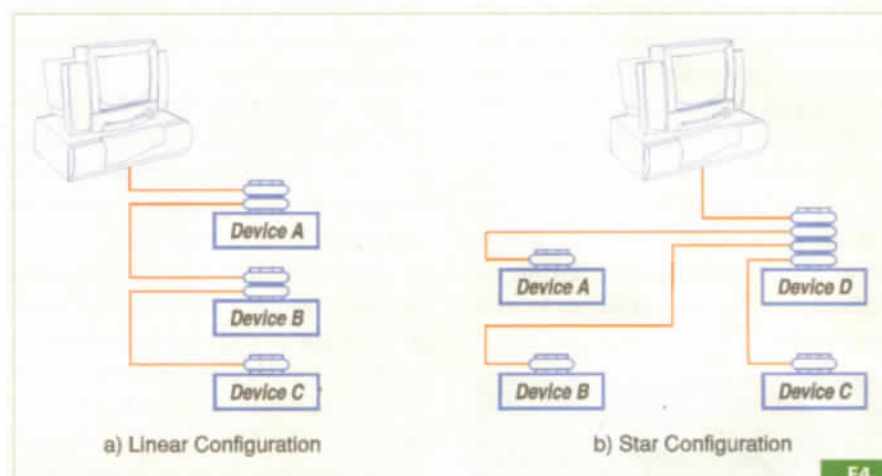 Device A
Device B
Device C
a) Linear Configuration
Device A
Device D
Device B
Device C
b) Star Configuration
F4